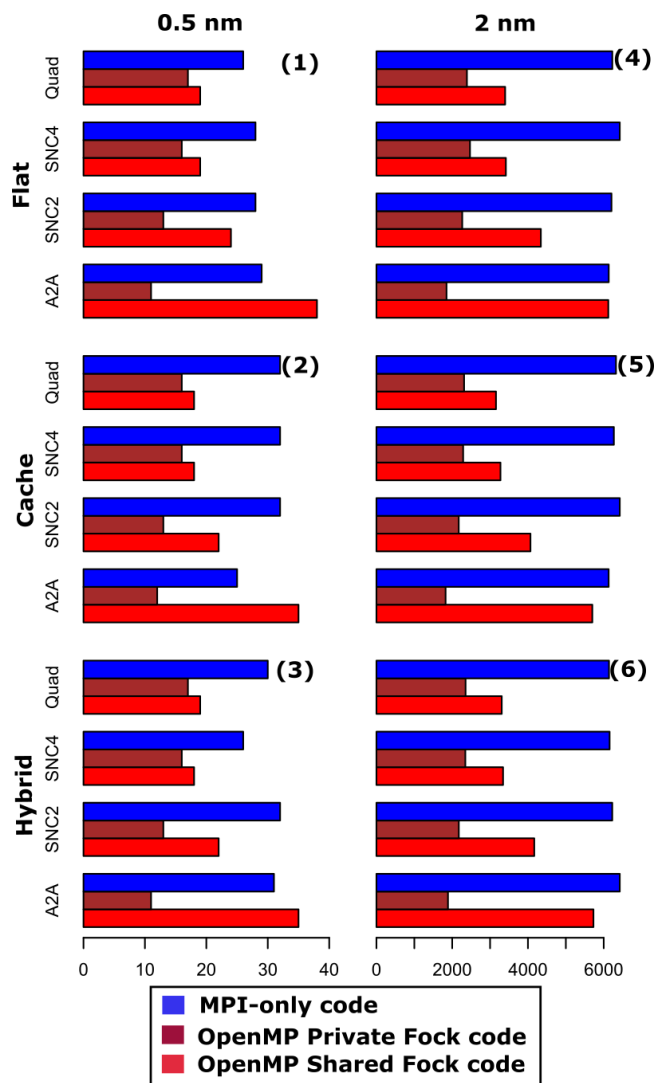 0.5 nm
2 nm
Flat
Quad
(1)
(4)
SNC4
SNC2
A2A
Cache
Quad
(2)
(5)
SNC4
SNC2
A2A
Hybrid
Quad
(3)
(6)
SNC4
SNC2
A2A
0 10 20 30 40
0 2000 4000 6000
MPI-only code
OpenMP Private Fock code
OpenMP Shared Fock code